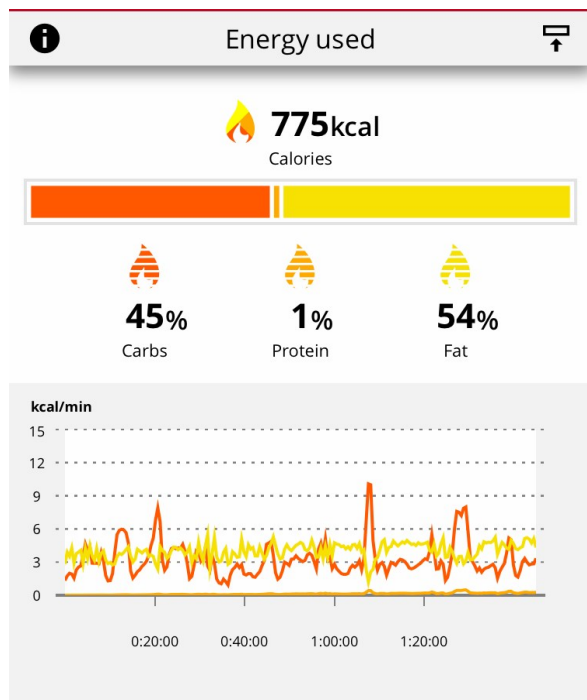 Energy used
775kcal
Calories
45% 1% 54%
Carbs Protein Fat
kcal/min
15
12
9
6
3
0
0:20:00 0:40:00 1:00:00 1:20:00